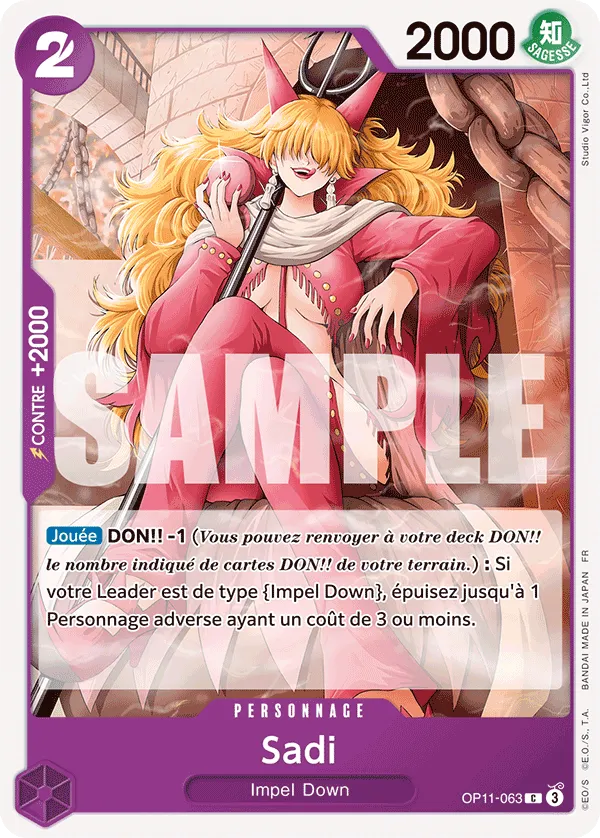 2
2000
知
SAGESSE
Studio Vigor Co.,Ltd
CONTRE +2000
SAMPLE
Jouée DON!! -1 (Vous pouvez renvoyer à votre deck DON!!
le nombre indiqué de cartes DON!! de votre terrain.) : Si
votre Leader est de type {Impel Down}, épuisez jusqu'à 1
Personnage adverse ayant un coût de 3 ou moins.
PERSONNAGE
Sadi
Impel Down
OP11-063 C 3
©E.O/S ©E.O./S., T.A. BANDAI MADE IN JAPAN FR